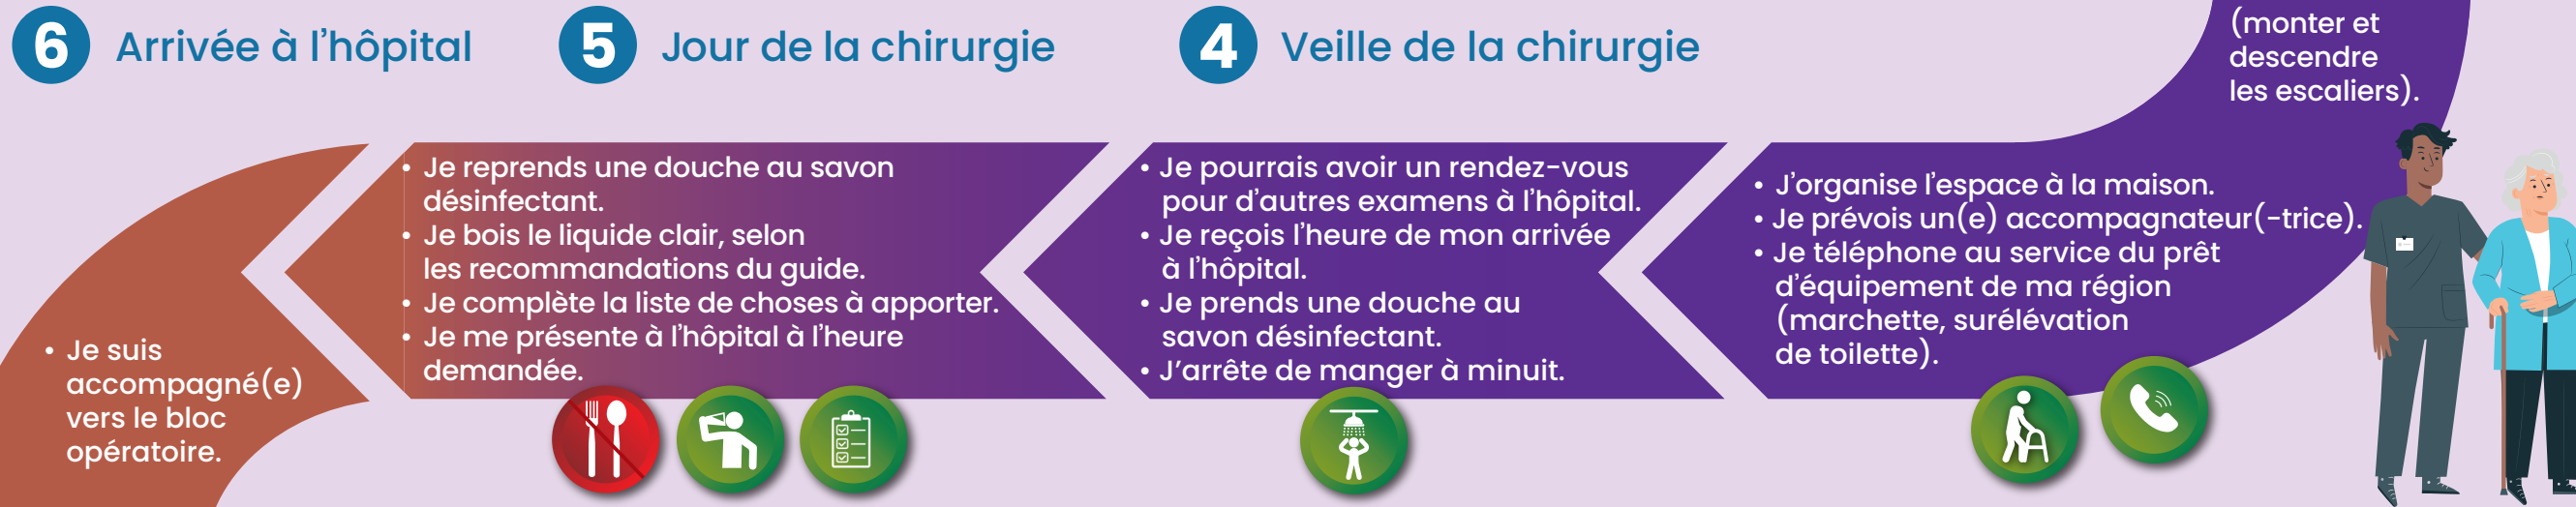 6 Arrivée à l'hôpital
5 Jour de la chirurgie
4 Veille de la chirurgie
(monter et
descendre
les escaliers).
• Je suis
accompagné(e)
vers le bloc
opératoire.
• Je reprends une douche au savon
désinfectant.
• Je bois le liquide clair, selon
les recommandations du guide.
• Je complète la liste de choses à apporter.
• Je me présente à l'hôpital à l'heure
demandée.
• Je pourrais avoir un rendez-vous
pour d'autres examens à l'hôpital.
• Je reçois l'heure de mon arrivée
à l'hôpital.
• Je prends une douche au
savon désinfectant.
• J'arrête de manger à minuit.
• J'organise l'espace à la maison.
• Je prévois un(e) accompagnateur(-trice).
• Je téléphone au service du prêt
d'équipement de ma région
(marchette, surélévation
de toilette).